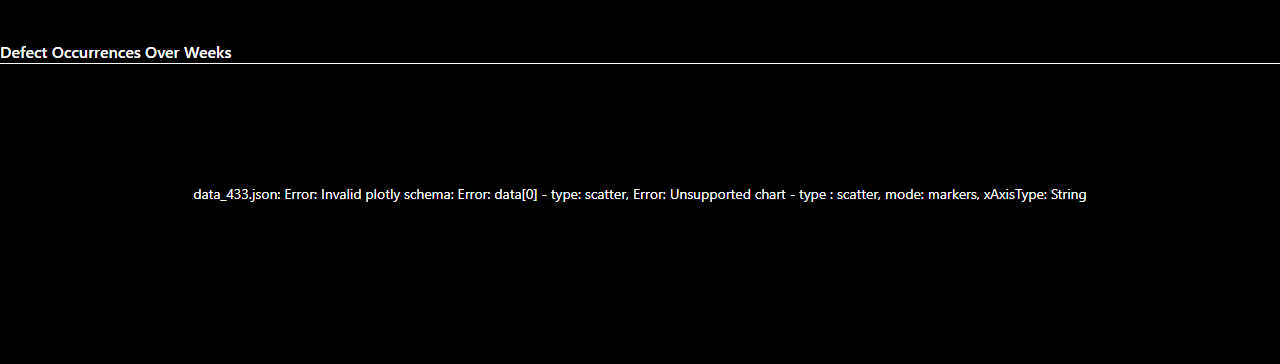 Defect Occurrences Over Weeks
data_433.json: Error: Invalid plotly schema: Error: data[0] - type: scatter, Error: Unsupported chart - type : scatter, mode: markers, xAxisType: String